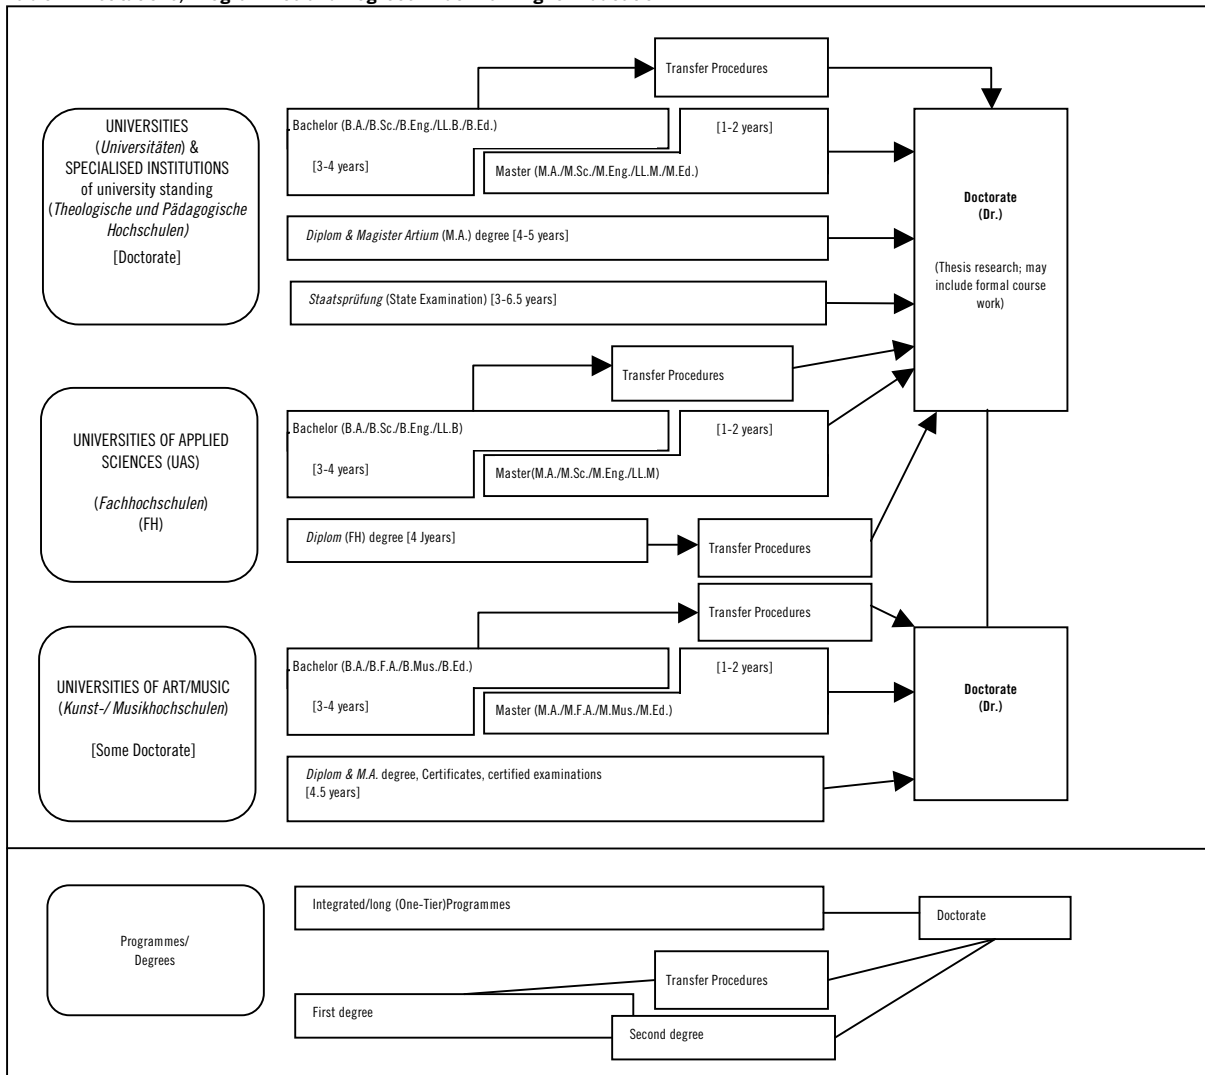 Transfer Procedures
UNIVERSITIES
(Universitäten) &
SPECIALISED INSTITUTIONS
of university standing
(Theologische und Pädagogische
Hochschulen)
[Doctorate]
Bachelor (B.A./B.Sc./B.Eng./LL.B./B.Ed.)
[3-4 years]
[1-2 years]
Master (M.A./M.Sc./M.Eng./LL.M./M.Ed.)
Diplom & Magister Artium (M.A.) degree [4-5 years]
Staatsprüfung (State Examination) [3-6.5 years]
Doctorate
(Dr.)
(Thesis research; may
include formal course
work)
Transfer Procedures
UNIVERSITIES OF APPLIED
SCIENCES (UAS)
(Fachhochschulen)
(FH)
Bachelor (B.A./B.Sc./B.Eng./LL.B)
[3-4 years]
[1-2 years]
Master(M.A./M.Sc./M.Eng./LL.M)
Diplom (FH) degree [4 Jyears]
Transfer Procedures
Transfer Procedures
UNIVERSITIES OF ART/MUSIC
(Kunst-/ Musikhochschulen)
[Some Doctorate]
Bachelor (B.A./B.F.A./B.Mus./B.Ed.)
[3-4 years]
[1-2 years]
Master (M.A./M.F.A./M.Mus./M.Ed.)
Diplom & M.A. degree, Certificates, certified examinations
[4.5 years]
Doctorate
(Dr.)
Programmes/
Degrees
Integrated/long (One-Tier)Programmes
Doctorate
Transfer Procedures
First degree
Second degree